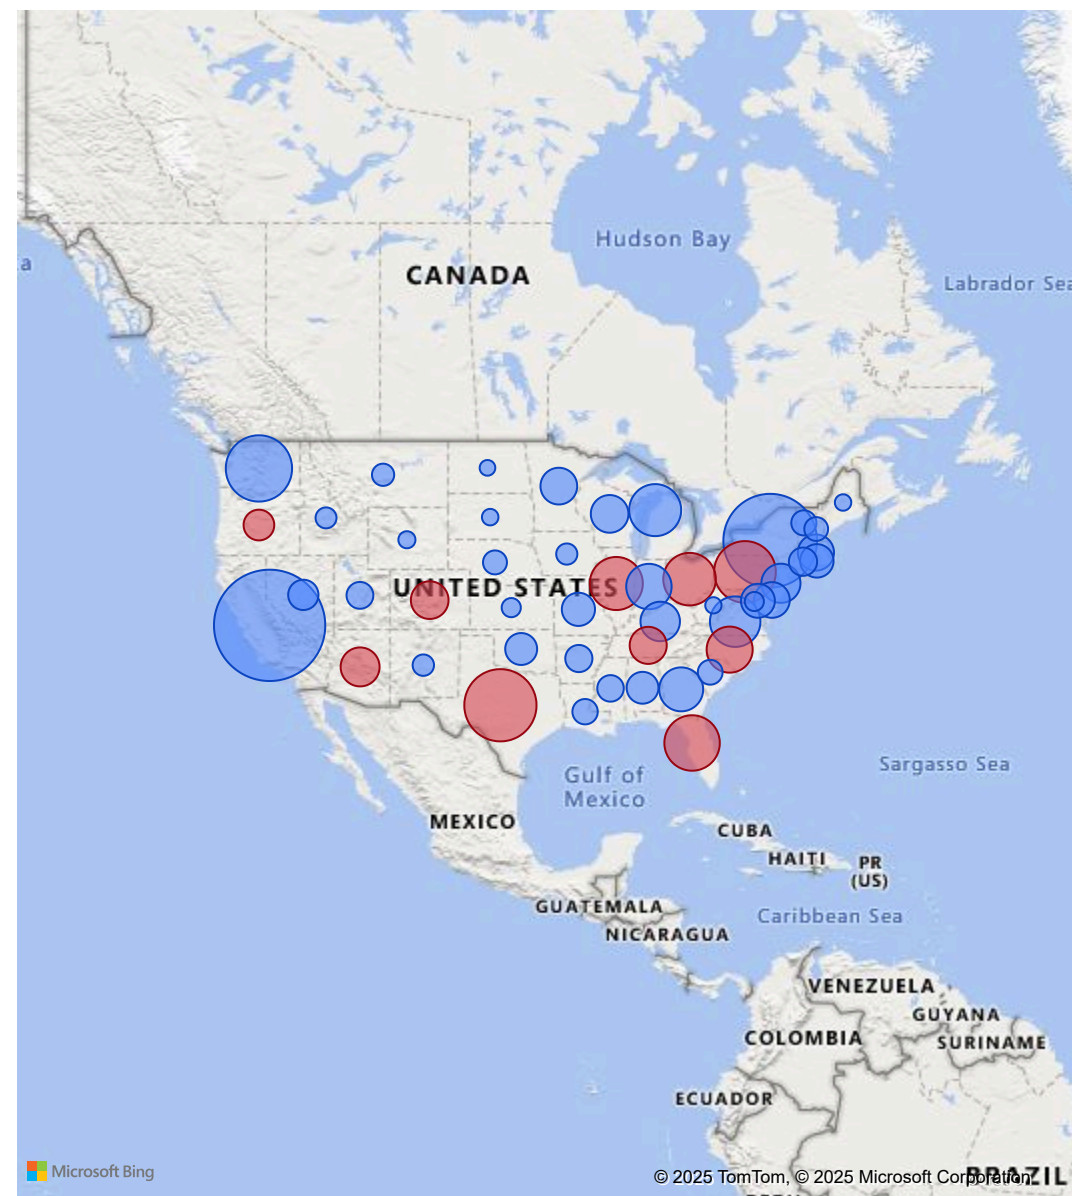 Hudson Bay
CANADA
Labrador Sea
a
UNITED STATES
Sargasso Sea
Gulf of
Mexico
MEXICO
CUBA
HAITI
PR
(US)
GUATEMALA
Caribbean Sea
NICARAGUA
VENEZUELA
GUYANA
COLOMBIA
SURINAME
ECUADOR
Microsoft Bing
© 2025 TomTom, © 2025 Microsoft Corporation
BRAZIL